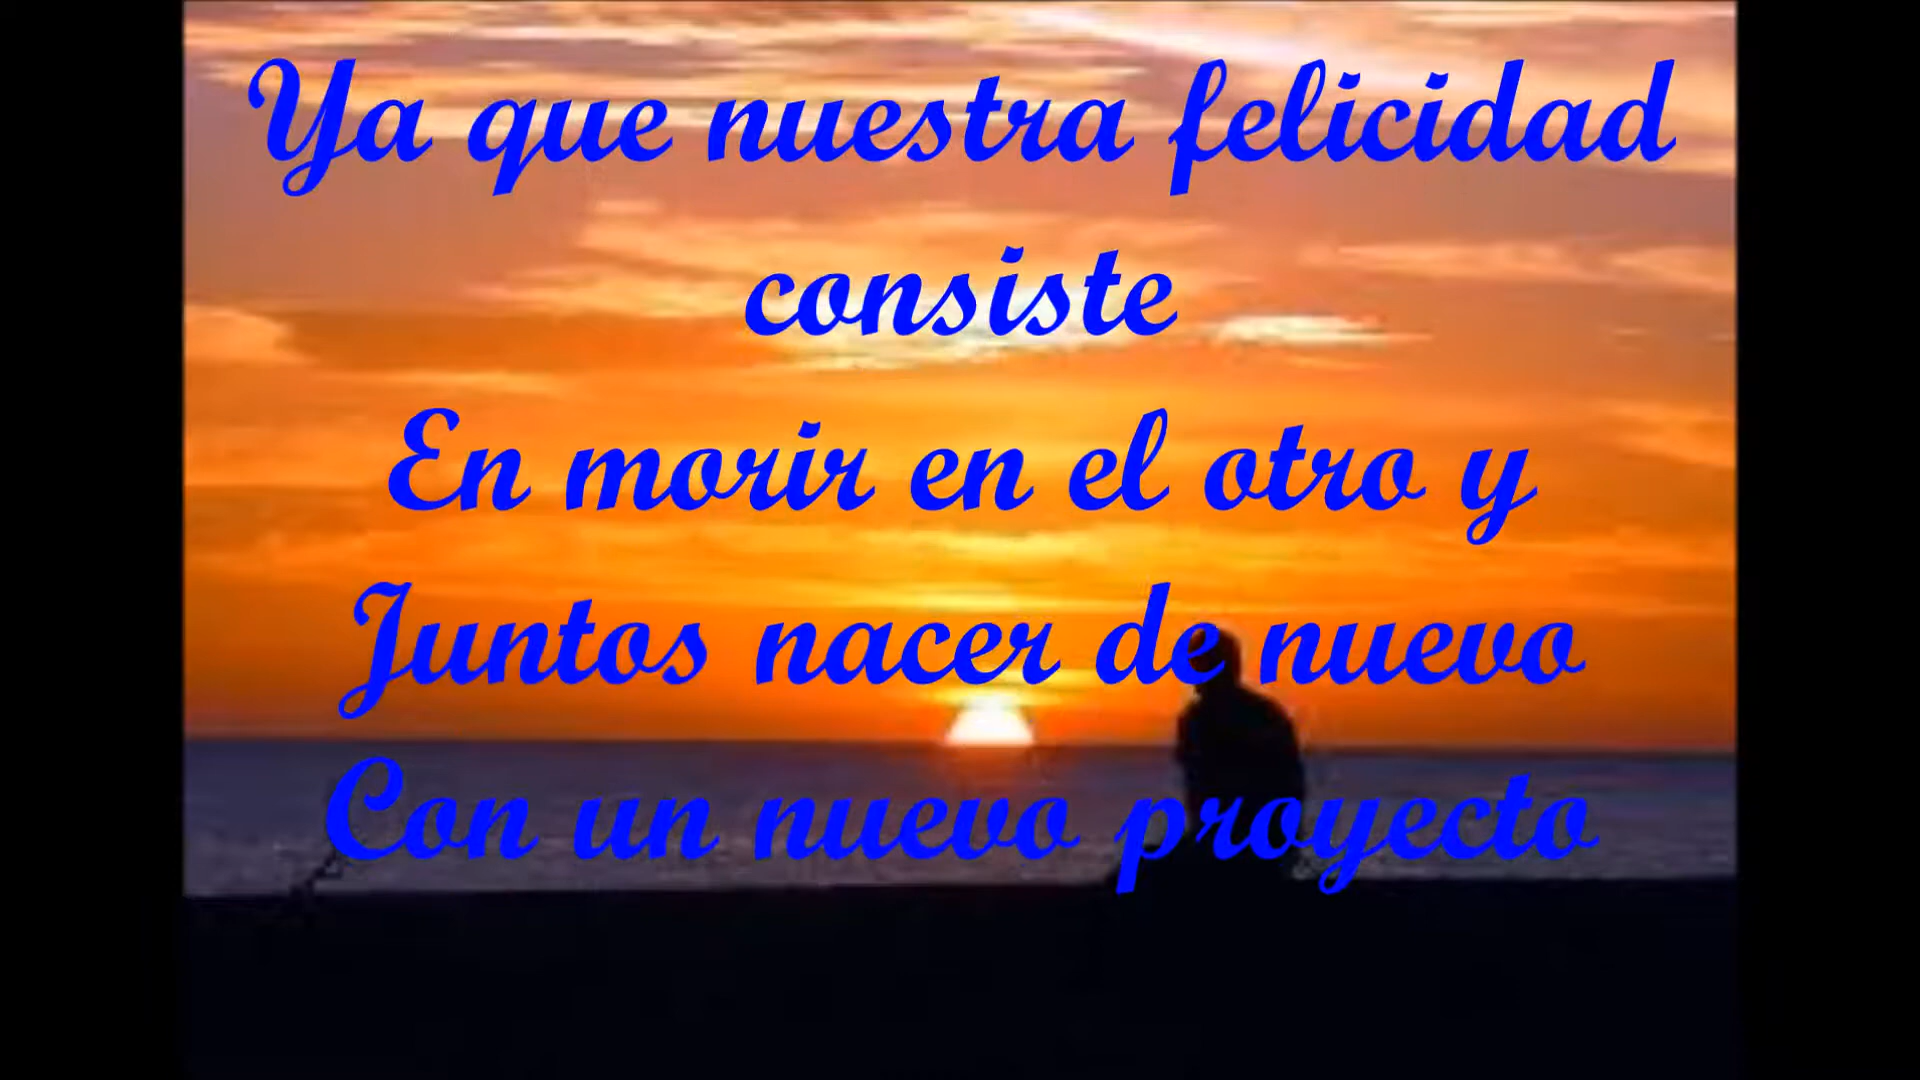 Ya que nuestra felicidad
consiste
En morir en el otro y
Juntos nacer de nuevo
Con un nuevo proyecto